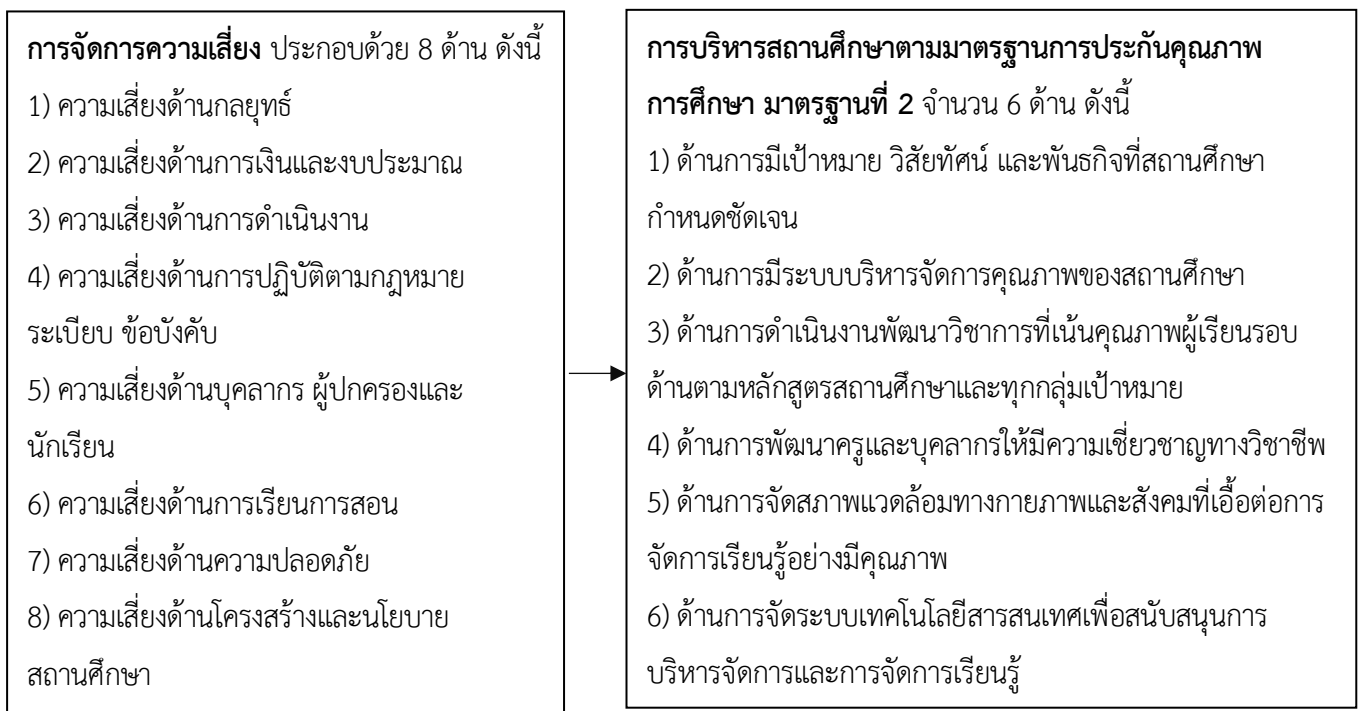 การจัดการความเสี่ยง ประกอบด้วย 8 ด้าน ดังนี้
1) ความเสี่ยงด้านกลยุทธ์
2) ความเสี่ยงด้านการเงินและงบประมาณ
3) ความเสี่ยงด้านการดำเนินงาน
4) ความเสี่ยงด้านการปฏิบัติตามกฎหมาย
ระเบียบ ข้อบังคับ
5) ความเสี่ยงด้านบุคลากร ผู้ปกครองและ
นักเรียน
6) ความเสี่ยงด้านการเรียนการสอน
7) ความเสี่ยงด้านความปลอดภัย
8) ความเสี่ยงด้านโครงสร้างและนโยบาย
สถานศึกษา
การบริหารสถานศึกษาตามมาตรฐานการประกันคุณภาพ
การศึกษา มาตรฐานที่ 2 จำนวน 6 ด้าน ดังนี้
1) ด้านการมีเป้าหมาย วิสัยทัศน์ และพันธกิจที่สถานศึกษา
กำหนดชัดเจน
2) ด้านการมีระบบบริหารจัดการคุณภาพของสถานศึกษา
3) ด้านการดำเนินงานพัฒนาวิชาการที่เน้นคุณภาพผู้เรียนรอบ
ด้านตามหลักสูตรสถานศึกษาและทุกกลุ่มเป้าหมาย
4) ด้านการพัฒนาครูและบุคลากรให้มีความเชี่ยวชาญทางวิชาชีพ
5) ด้านการจัดสภาพแวดล้อมทางกายภาพและสังคมที่เอื้อต่อการ
จัดการเรียนรู้อย่างมีคุณภาพ
6) ด้านการจัดระบบเทคโนโลยีสารสนเทศเพื่อสนับสนุนการ
บริหารจัดการและการจัดการเรียนรู้